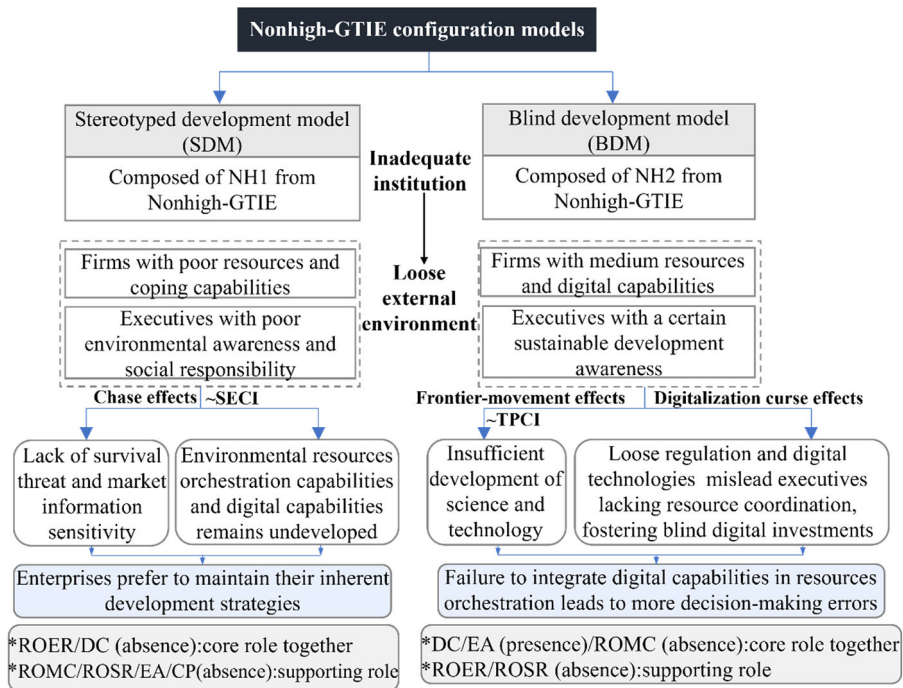 Nonhigh-GTIE configuration models
Stereotyped development model
(SDM)
Composed of NH1 from
Nonhigh-GTIE
Inadequate
institution
Blind development model
(BDM)
Composed of NH2 from
Nonhigh-GTIE
Firms with poor resources and
coping capabilities
Executives with poor
environmental awareness and
social responsibility
Loose
external
environment
Firms with medium resources
and digital capabilities
Executives with a certain
sustainable development
awareness
Chase effects
~SECI
Frontier-movement effects
~TPCI
Digitalization curse effects
Lack of survival
threat and market
information
sensitivity
Environmental resources
orchestration capabilities
and digital capabilities
remains undeveloped
Insufficient
development of
science and
technology
Loose regulation and digital
technologies mislead executives
lacking resource coordination,
fostering blind digital investments
Enterprises prefer to maintain their inherent
development strategies
Failure to integrate digital capabilities in resources
orchestration leads to more decision-making errors
*ROER/DC (absence):core role together
*ROMC/ROSR/EA/CP(absence):supporting role
*DC/EA (presence)/ROMC (absence):core role together
*ROER/ROSR (absence):supporting role